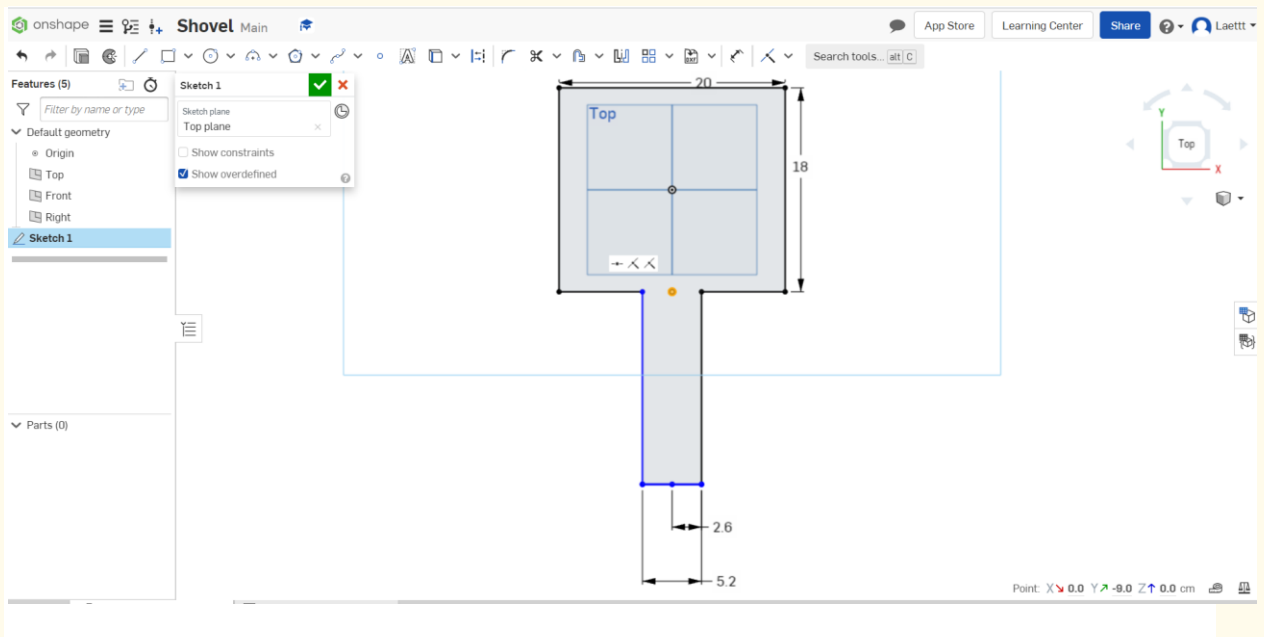 onshape Shovel Main App Store Learning Center Share Laettt
Search tools... alt C
Features (5)
Filter by name or type
Default geometry
Origin
Top
Front
Right
Sketch 1
Parts (0)
Sketch 1
Sketch plane
Top plane
Show constraints
Show overdefined
20
Top
18
2.6
5.2
Y
Top
X
Point: X 0.0 Y -9.0 Z 0.0 cm